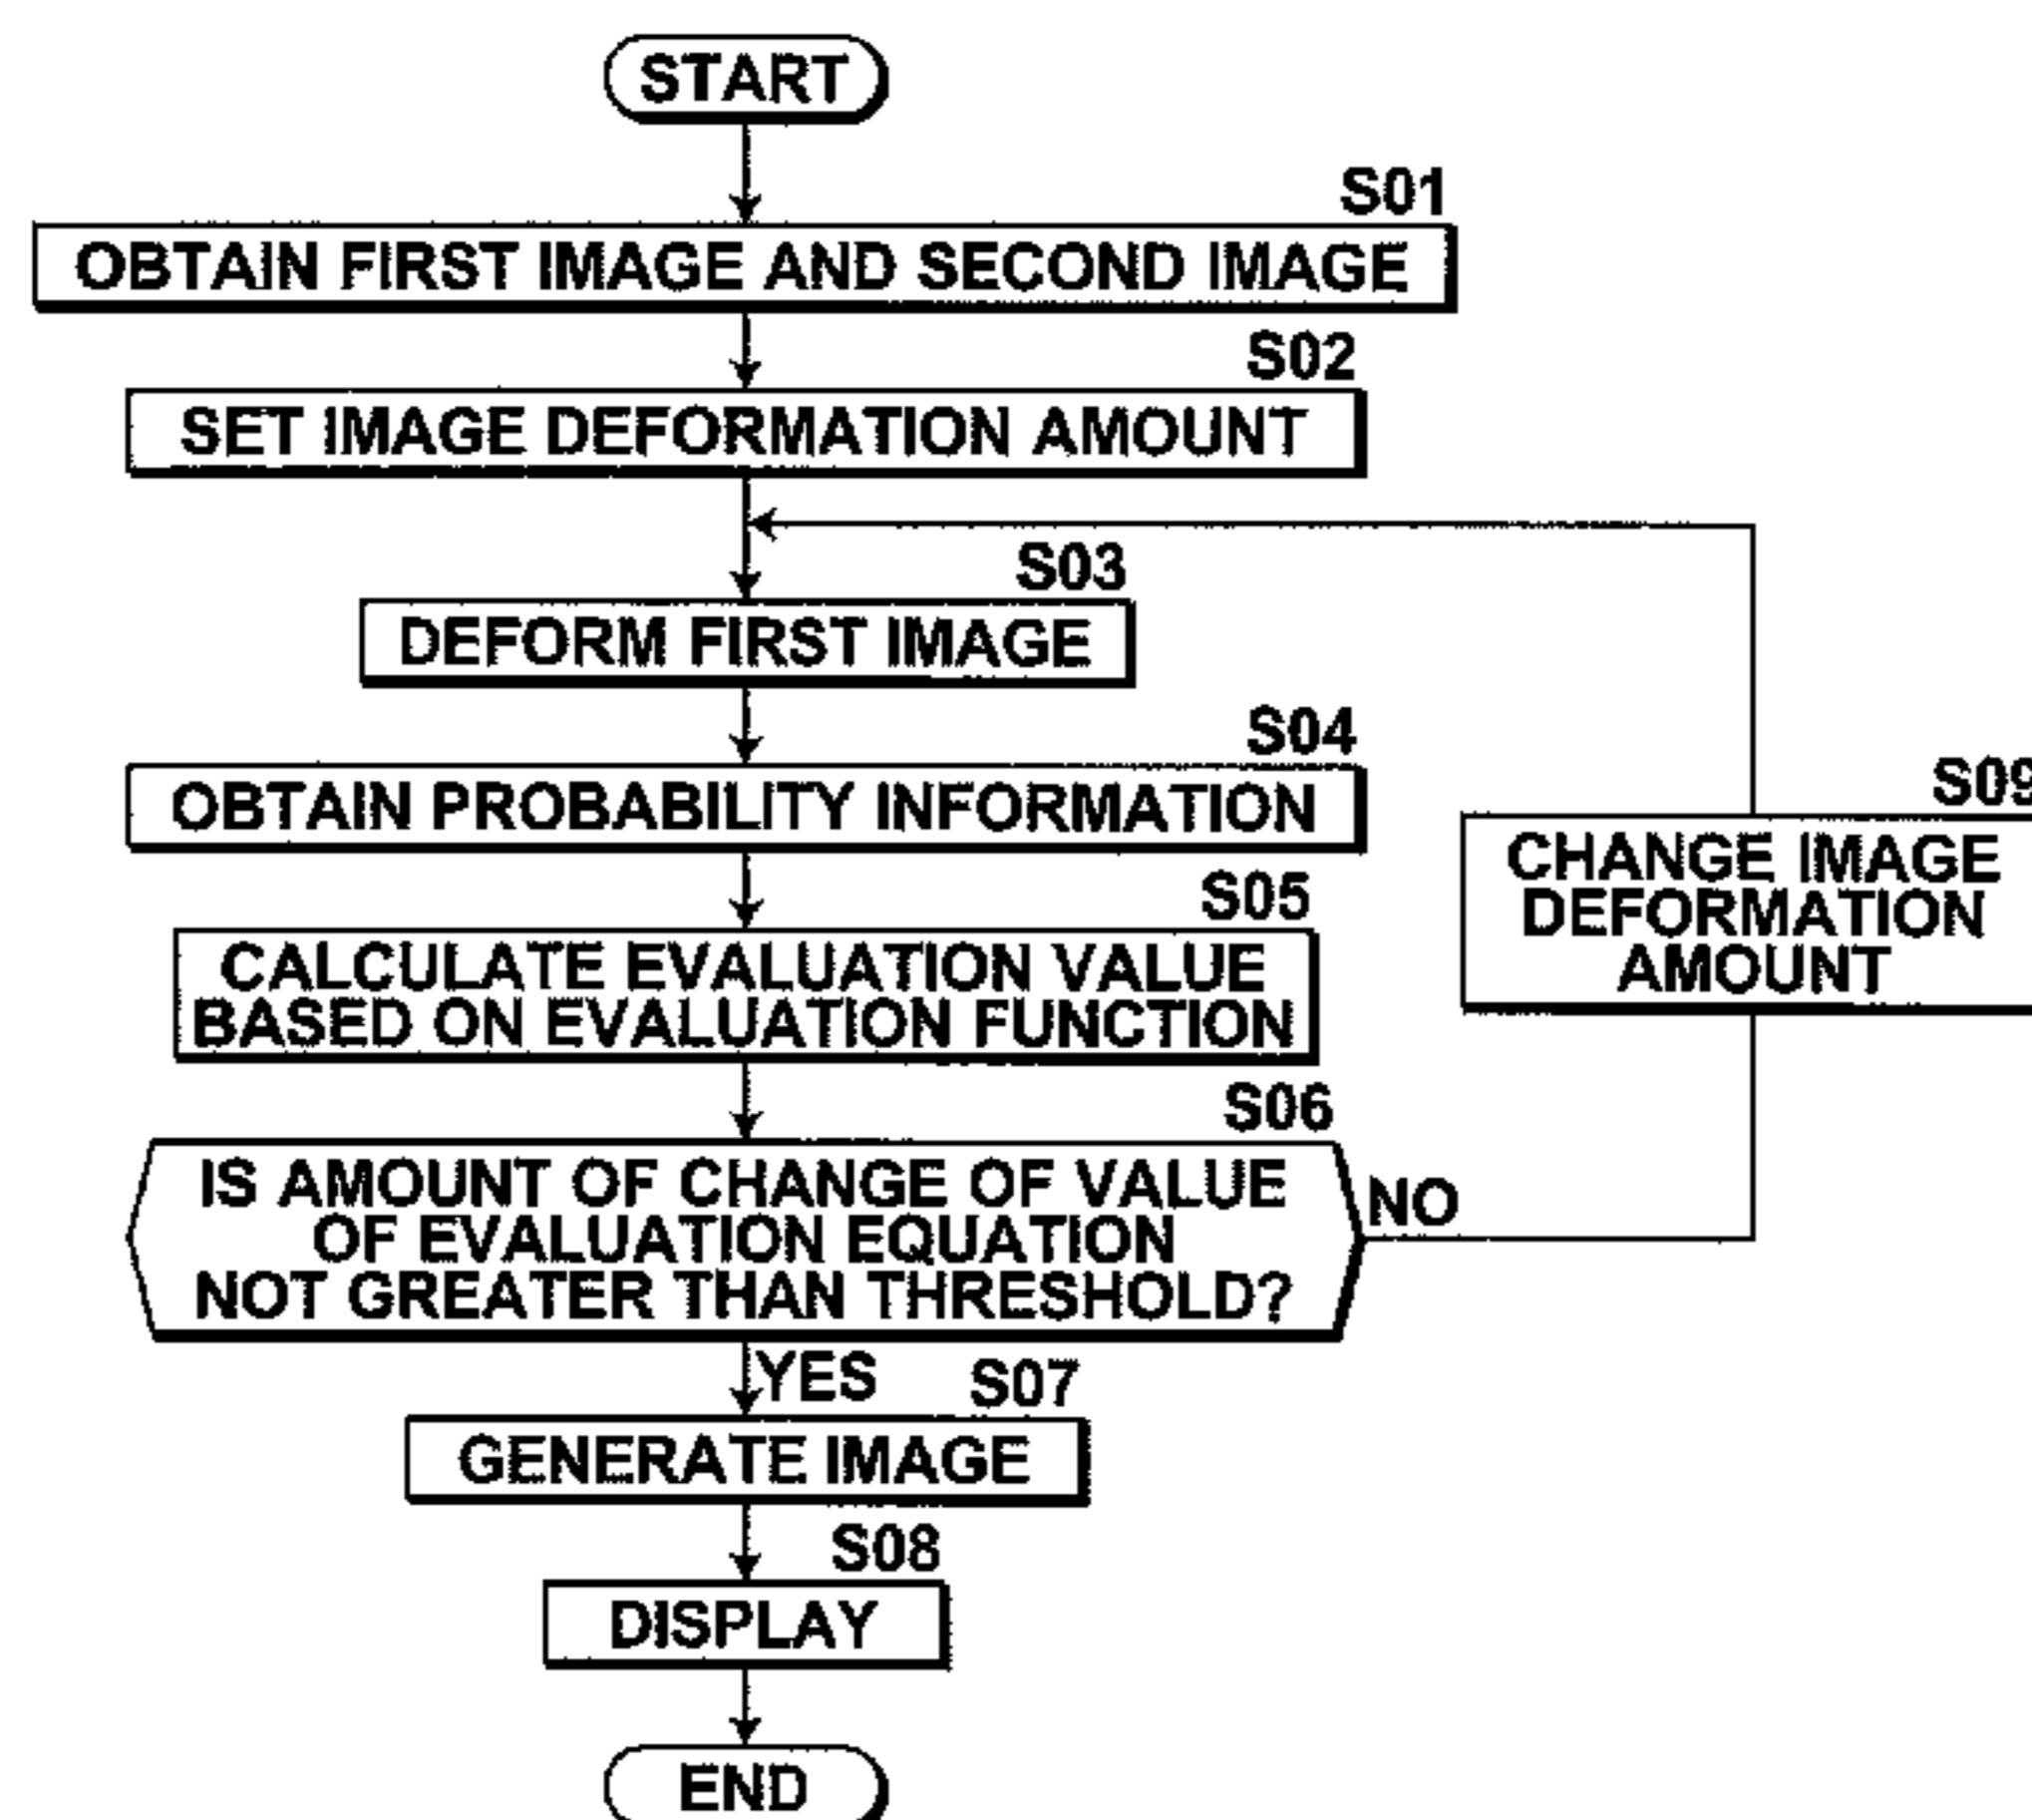 START
S01
OBTAIN FIRST IMAGE AND SECOND IMAGE
S02
SET IMAGE DEFORMATION AMOUNT
S03
DEFORM FIRST IMAGE
S04
OBTAIN PROBABILITY INFORMATION
S05
CALCULATE EVALUATION VALUE
BASED ON EVALUATION FUNCTION
S06
IS AMOUNT OF CHANGE OF VALUE
OF EVALUATION EQUATION
NOT GREATER THAN THRESHOLD?
NO
S09
CHANGE IMAGE
DEFORMATION
AMOUNT
YES
S07
GENERATE IMAGE
S08
DISPLAY
END